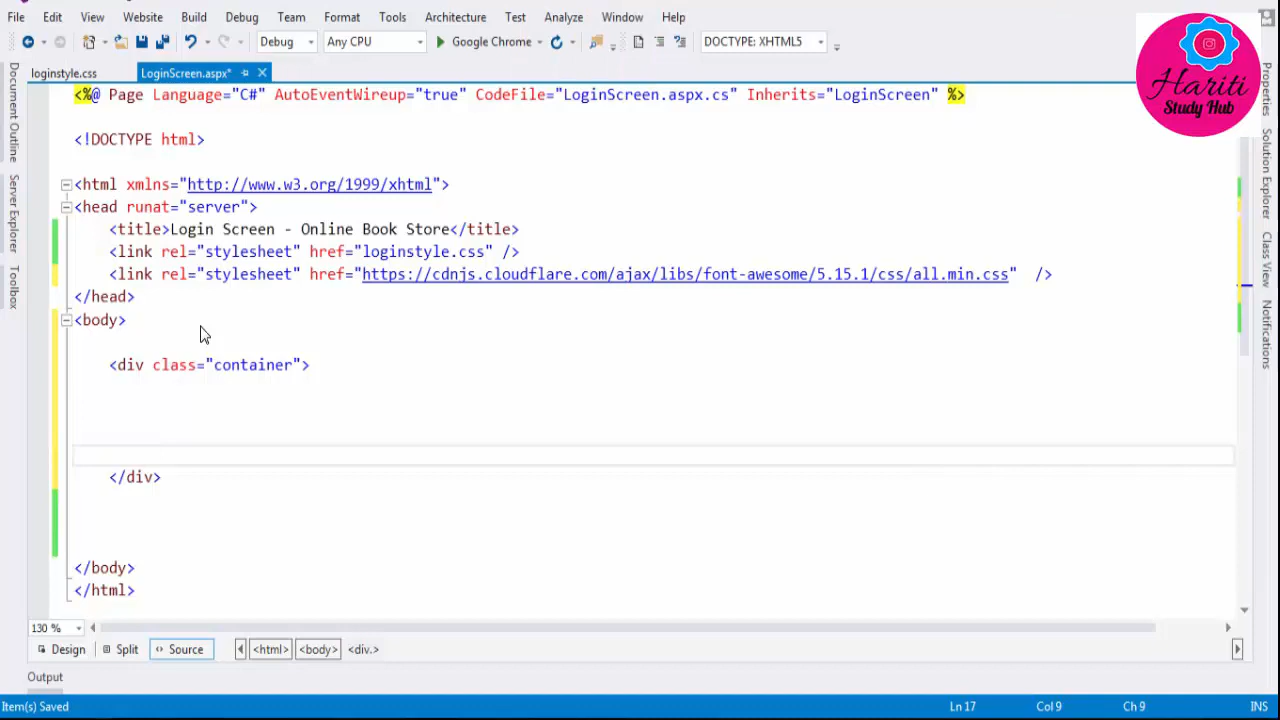 File Edit Website Build Debug Team Format Tools Architecture Test Analyze Window Help
Debug Any CPU Google Chrome DOCTYPE: XHTML5
Hariti
Study Hub
loginstyle.css LoginScreen.aspx*
<%@ Page Language="C#" AutoEventWireup="true" CodeFile="LoginScreen.aspx.cs" Inherits="LoginScreen" %>
<!DOCTYPE html>
<html xmlns="http://www.w3.org/1999/xhtml">
<head runat="server">
<title>Login Screen - Online Book Store</title>
<link rel="stylesheet" href="loginstyle.css" />
<link rel="stylesheet" href="https://cdnjs.cloudflare.com/ajax/libs/font-awesome/5.15.1/css/all.min.css"  />
</head>
<body>
<div class="container">
</div>
</body>
</html>
Document Outline
Server Explorer
Toolbox
Properties
Solution Explorer
Class View
Notifications
130 %
Design Split Source <html> <body> <div.>
Output
Item(s) Saved Ln 17 Col 9 Ch 9 INS